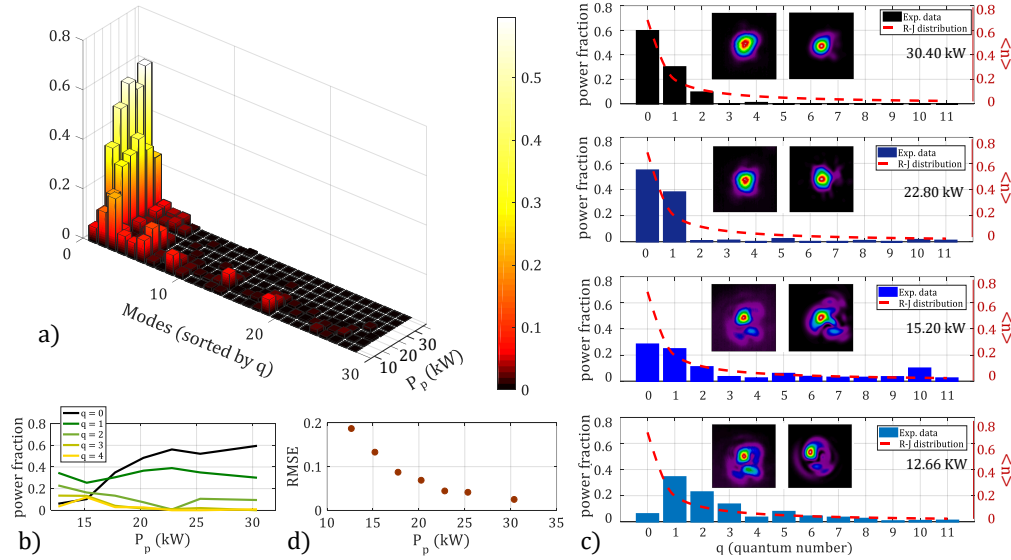 0.8
0.6
0.4
0.2
0
0
10
20
30
10
20
30
Modes (sorted by q)
P_p (kW)
a)
0.5
0.4
0.3
0.2
0.1
0
power fraction
0.8
0.6
0.4
0.2
0
q = 0
q = 1
q = 2
q = 3
q = 4
15
20
25
30
P_p (kW)
b)
RMSE
0.2
0.1
0
10
15
20
25
30
35
40
P_p (kW)
d)
c)
power fraction
0.8
0.6
0.4
0.2
0
Exp. data
R-J distribution
30.40 kW
0.8
0.6
0.4
0.2
0
<n>
0 1 2 3 4 5 6 7 8 9 10 11
power fraction
0.8
0.6
0.4
0.2
0
Exp. data
R-J distribution
22.80 kW
0.8
0.6
0.4
0.2
0
<n>
0 1 2 3 4 5 6 7 8 9 10 11
power fraction
0.8
0.6
0.4
0.2
0
Exp. data
R-J distribution
15.20 kW
0.8
0.6
0.4
0.2
0
<n>
0 1 2 3 4 5 6 7 8 9 10 11
power fraction
0.8
0.6
0.4
0.2
0
Exp. data
R-J distribution
12.66 KW
0.8
0.6
0.4
0.2
0
<n>
0 1 2 3 4 5 6 7 8 9 10 11
q (quantum number)